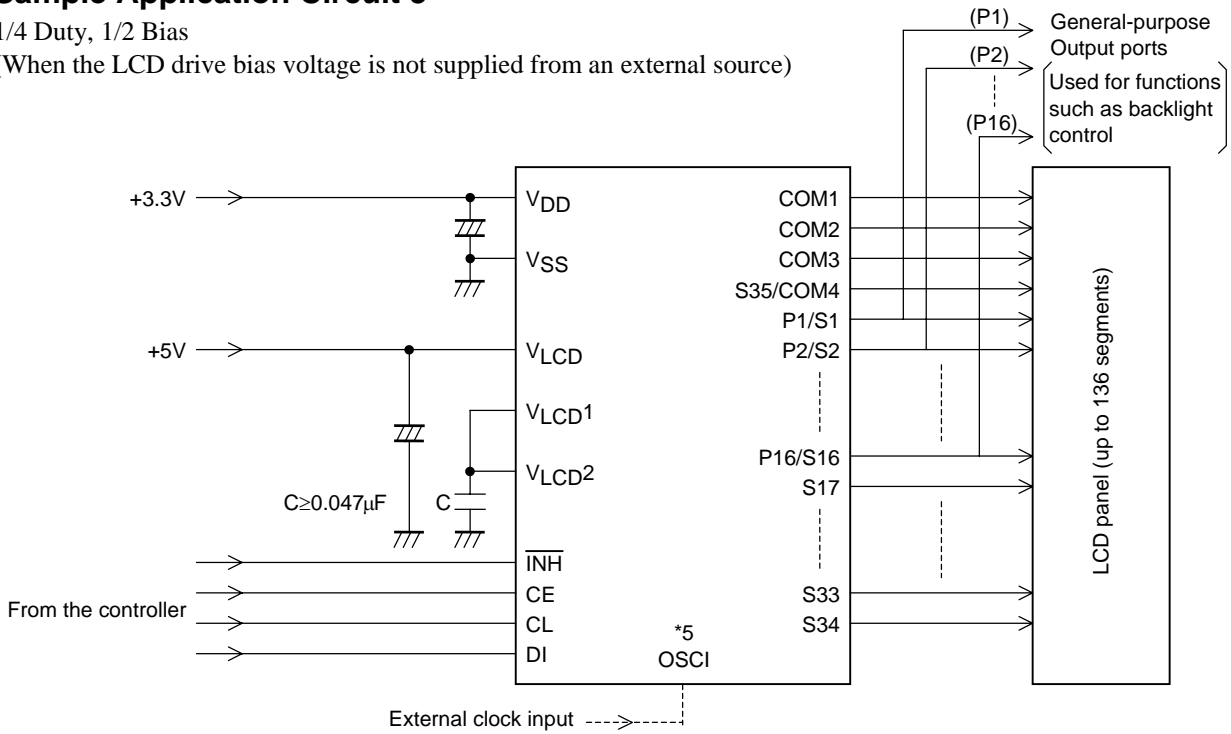 Sample Application Circuit
1/4 Duty, 1/2 Bias
(When the LCD drive bias voltage is not supplied from an external source)
(P1)
General-purpose
Output ports
(P2)
Used for functions
such as backlight
control
(P16)
+3.3V
VDD
VSS
+5V
VLCD
VLCD1
VLCD2
C≥0.047μF
C
INH
CE
CL
DI
From the controller
*5
OSCI
External clock input
COM1
COM2
COM3
S35/COM4
P1/S1
P2/S2
P16/S16
S17
S33
S34
LCD panel (up to 136 segments)